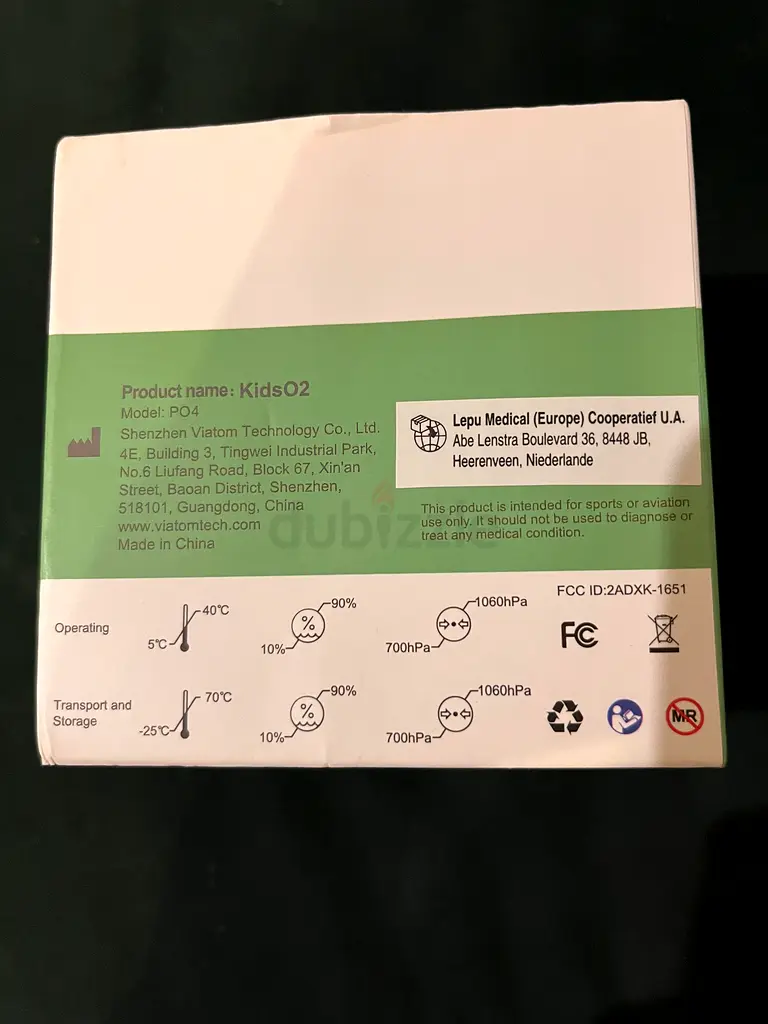 Product name: KidsO2
Model: PO4
Shenzhen Viatom Technology Co., Ltd.
4E, Building 3, Tingwei Industrial Park,
No.6 Liufang Road, Block 67, Xin'an
Street, Baoan District, Shenzhen,
518101, Guangdong, China
www.viatomtech.com
Made in China
Lepu Medical (Europe) Cooperatief U.A.
Abe Lenstra Boulevard 36, 8448 JB,
Heerenveen, Niederlande
This product is intended for sports or aviation
use only. It should not be used to diagnose or
treat any medical condition.
dubizzle
FCC ID:2ADXK-1651
Operating
5℃
40℃
10%
%
90%
700hPa
1060hPa
FC
Transport and
Storage
-25℃
70℃
10%
%
90%
700hPa
1060hPa
MR